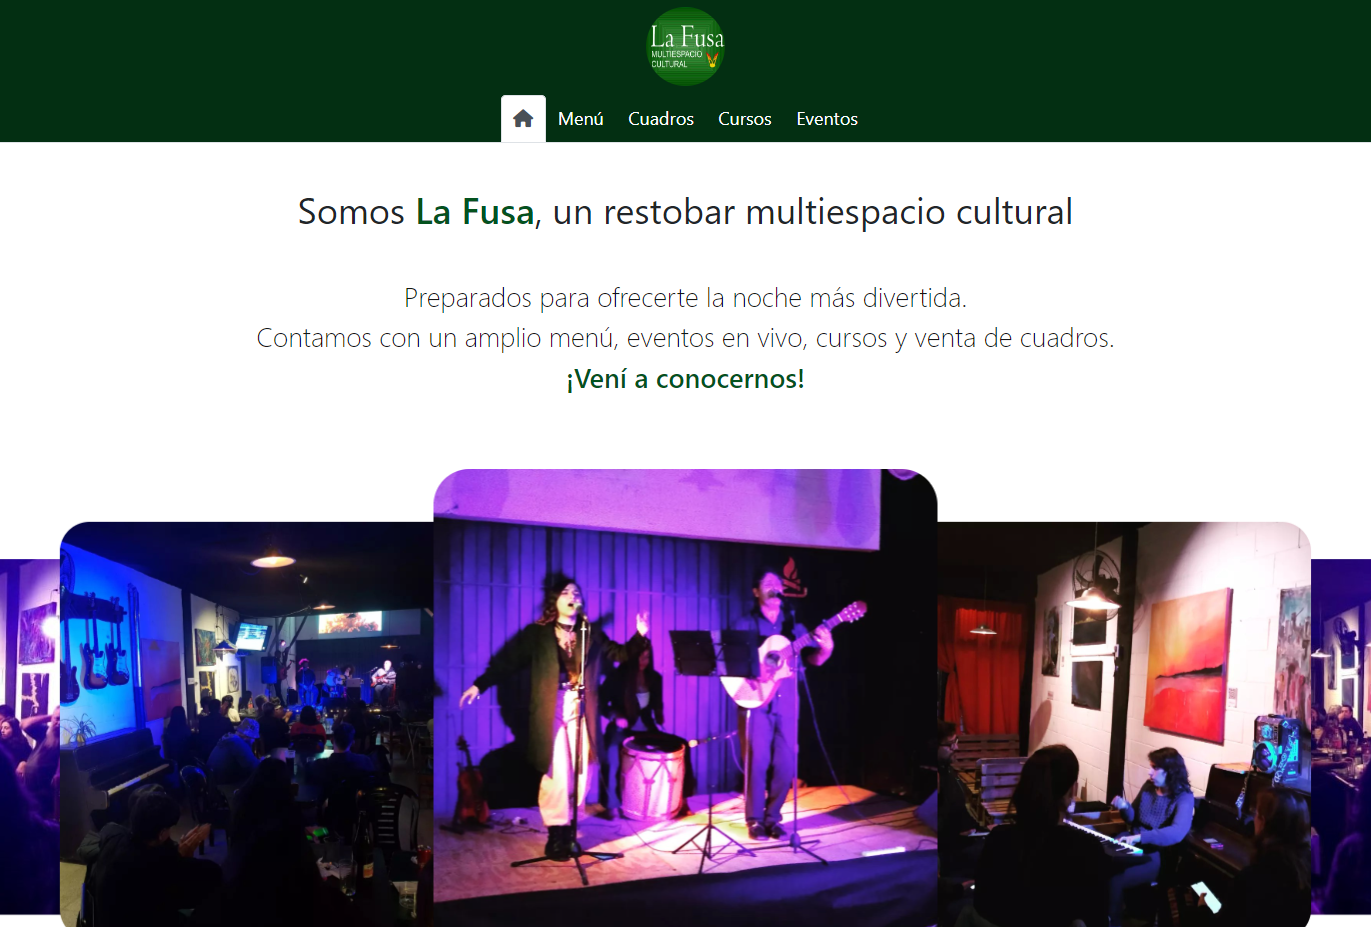 La Fusa
MULTIESPACIO
CULTURAL
Menú Cuadros Cursos Eventos
Somos La Fusa, un restobar multiespacio cultural
Preparados para ofrecerte la noche más divertida.
Contamos con un amplio menú, eventos en vivo, cursos y venta de cuadros.
¡Vení a conocernos!